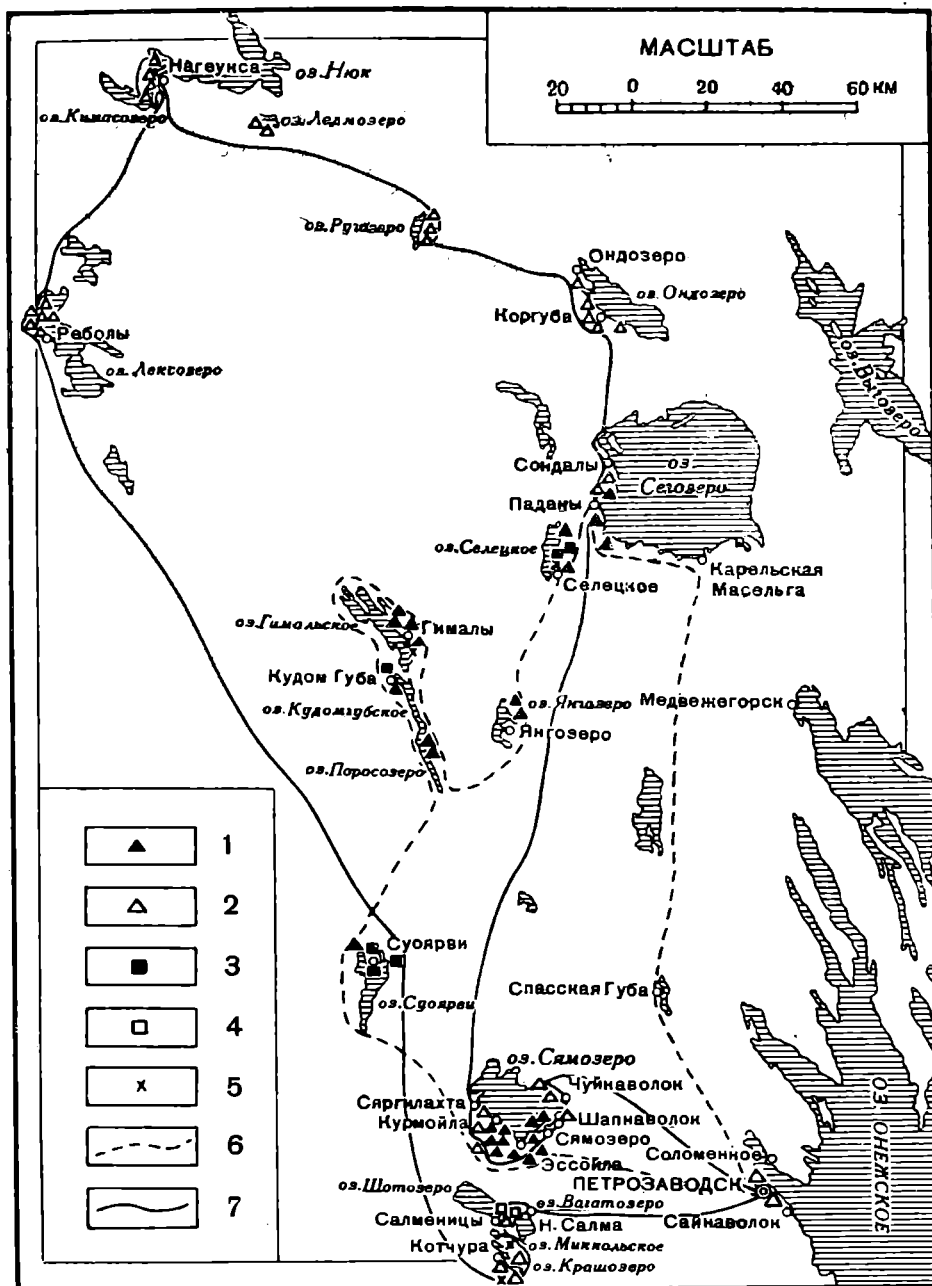 МАСШТАБ
20 0 20 40 60 КМ
Нагеукса
оз. Нюк
оз. Кимасозеро
оз. Ледмозеро
оз. Ругозеро
Ондозеро
оз. Ондозеро
Коргуба
Реболы
оз. Лексозеро
оз. Выгозеро
Сондалы
оз
Сегозеро
Паданы
оз. Селецкое
Селецкое
Карельская
Масельга
оз. Гимальское
Гималы
Кудом Губа
оз. Кудомгубское
оз. Янгозеро
Янгозеро
Медвежегорск
оз. Поросозеро
1
2
3
4
5
6
7
Суоярви
оз. Суоярви
Спасская Губа
оз. Сямозеро
Чуйнаволок
Сяргилахта
Курмойла
Шапнаволок
Сямозеро
Эссойла
Соломенное
ПЕТРОЗАВОДСК
Сайнаволок
ОЗ. ОНЕЖСКОЕ
оз. Шотозеро
оз. Вагатозеро
Салменицы
Н. Салма
Котчура
оз. Миккольское
оз. Крашозеро